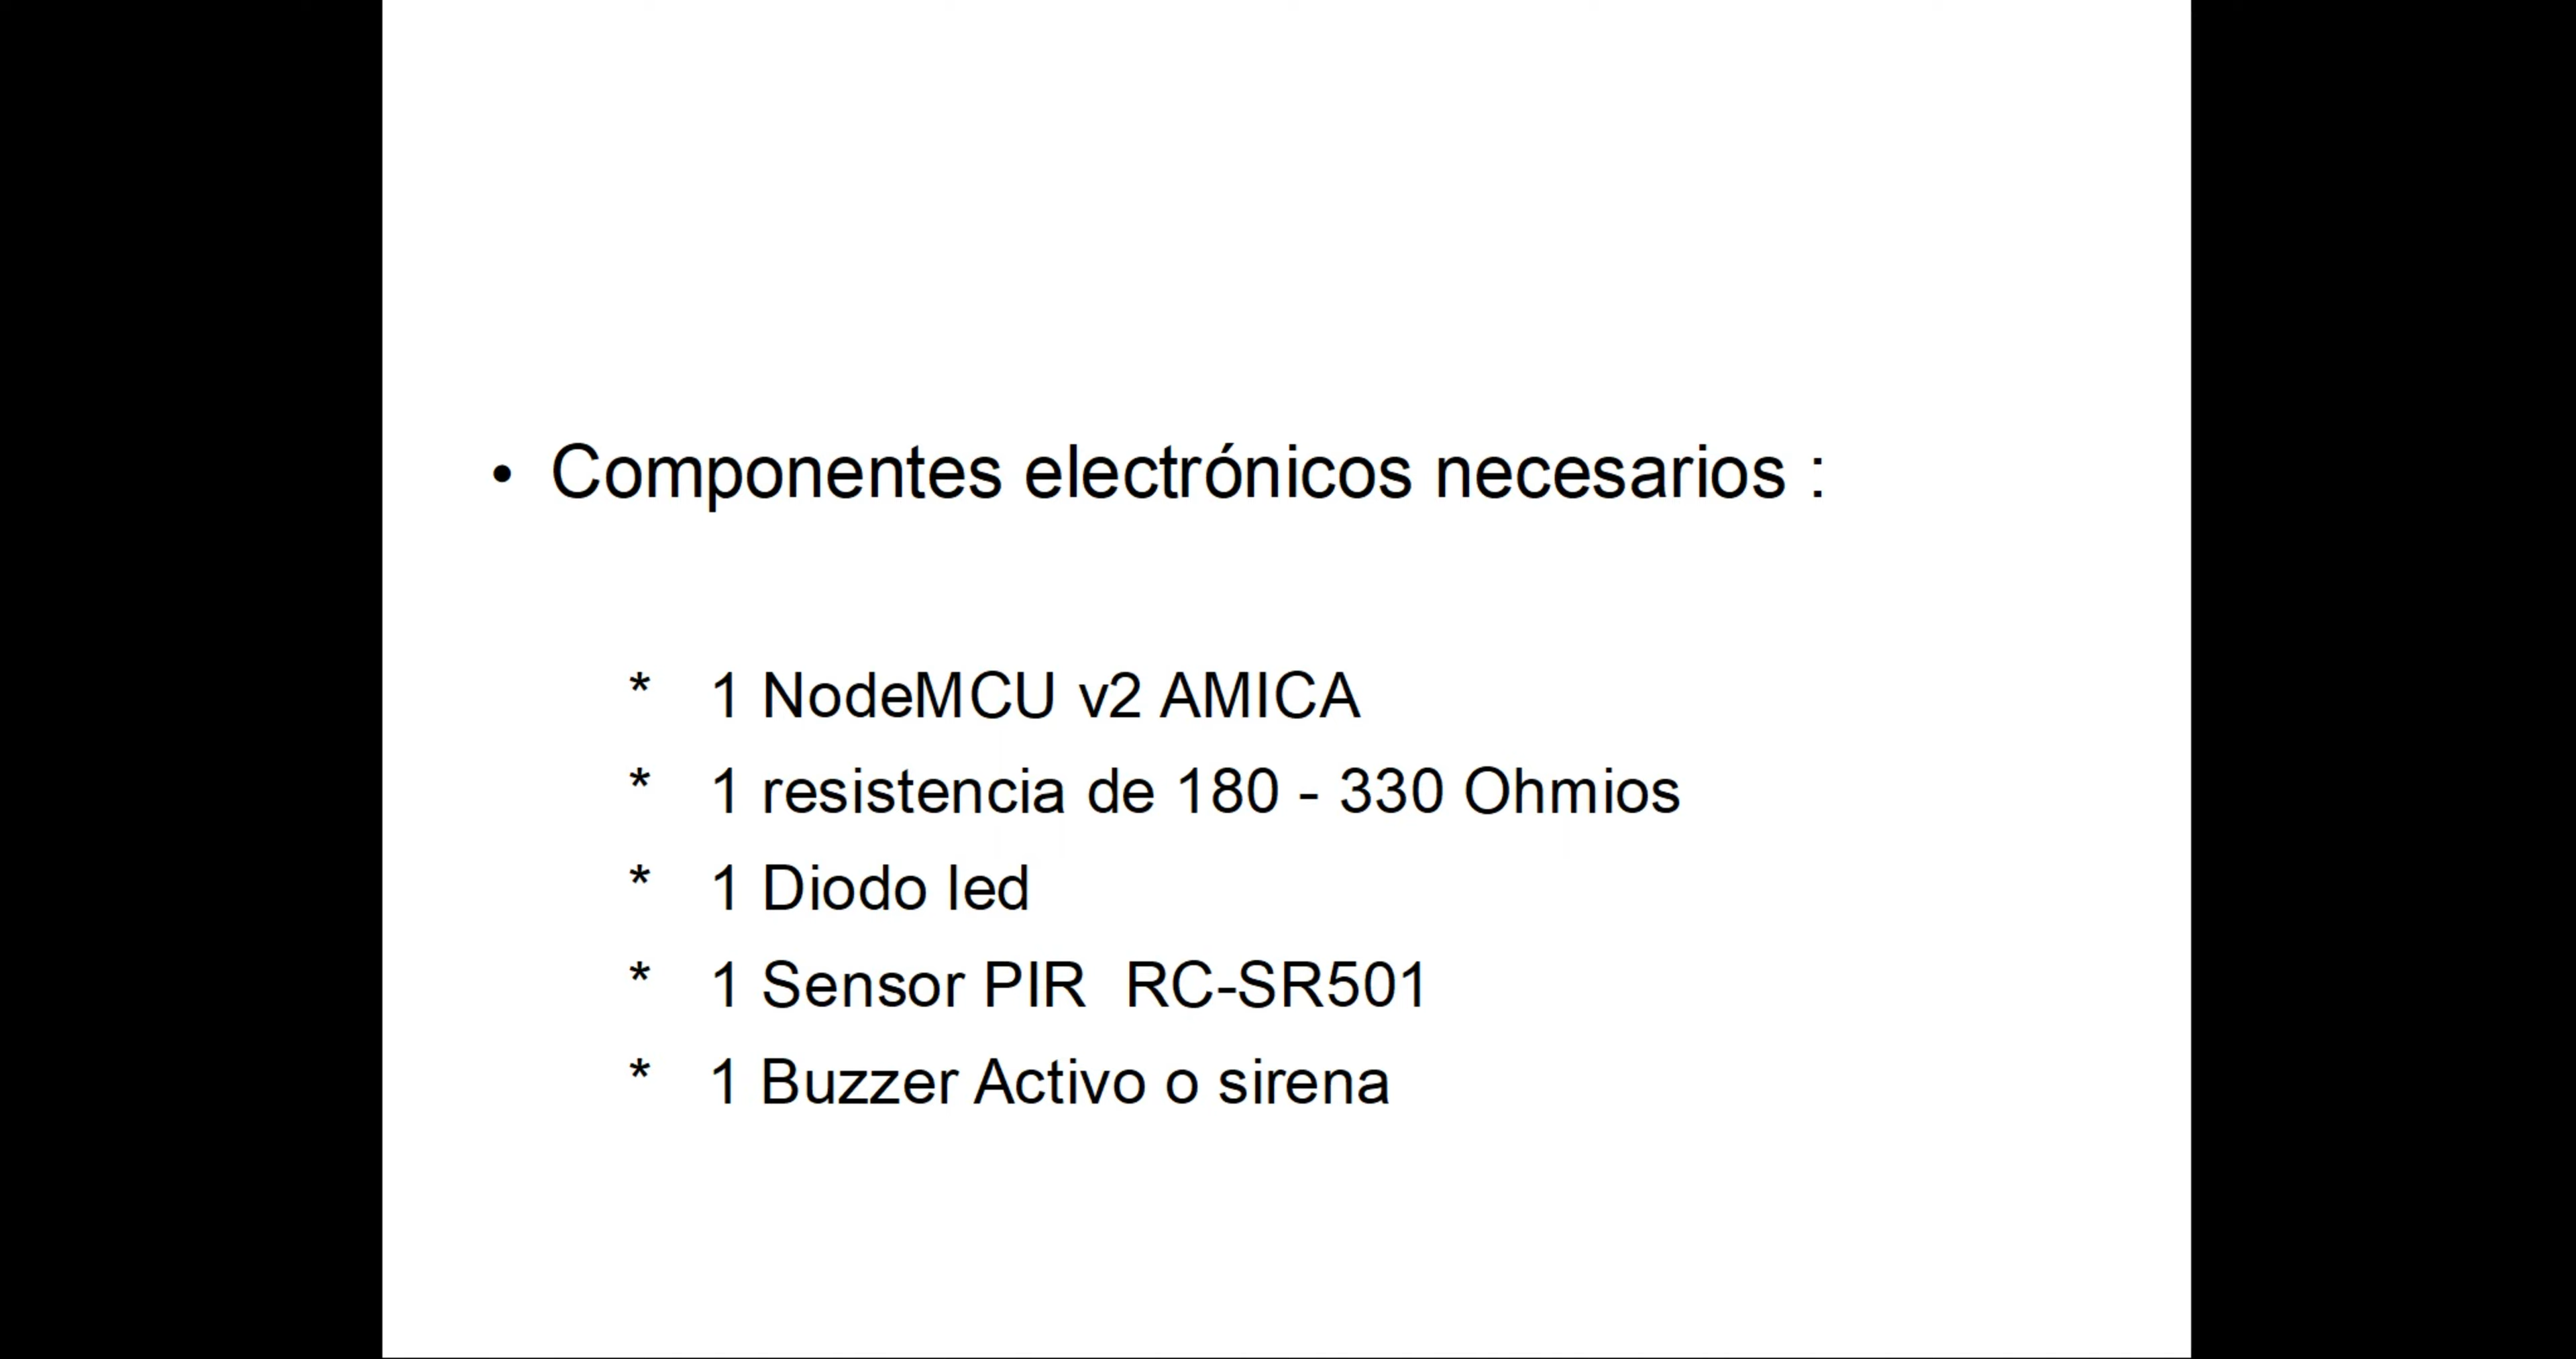 • Componentes electrónicos necesarios :
* 1 NodeMCU v2 AMICA
* 1 resistencia de 180 - 330 Ohmios
* 1 Diodo led
* 1 Sensor PIR  RC-SR501
* 1 Buzzer Activo o sirena